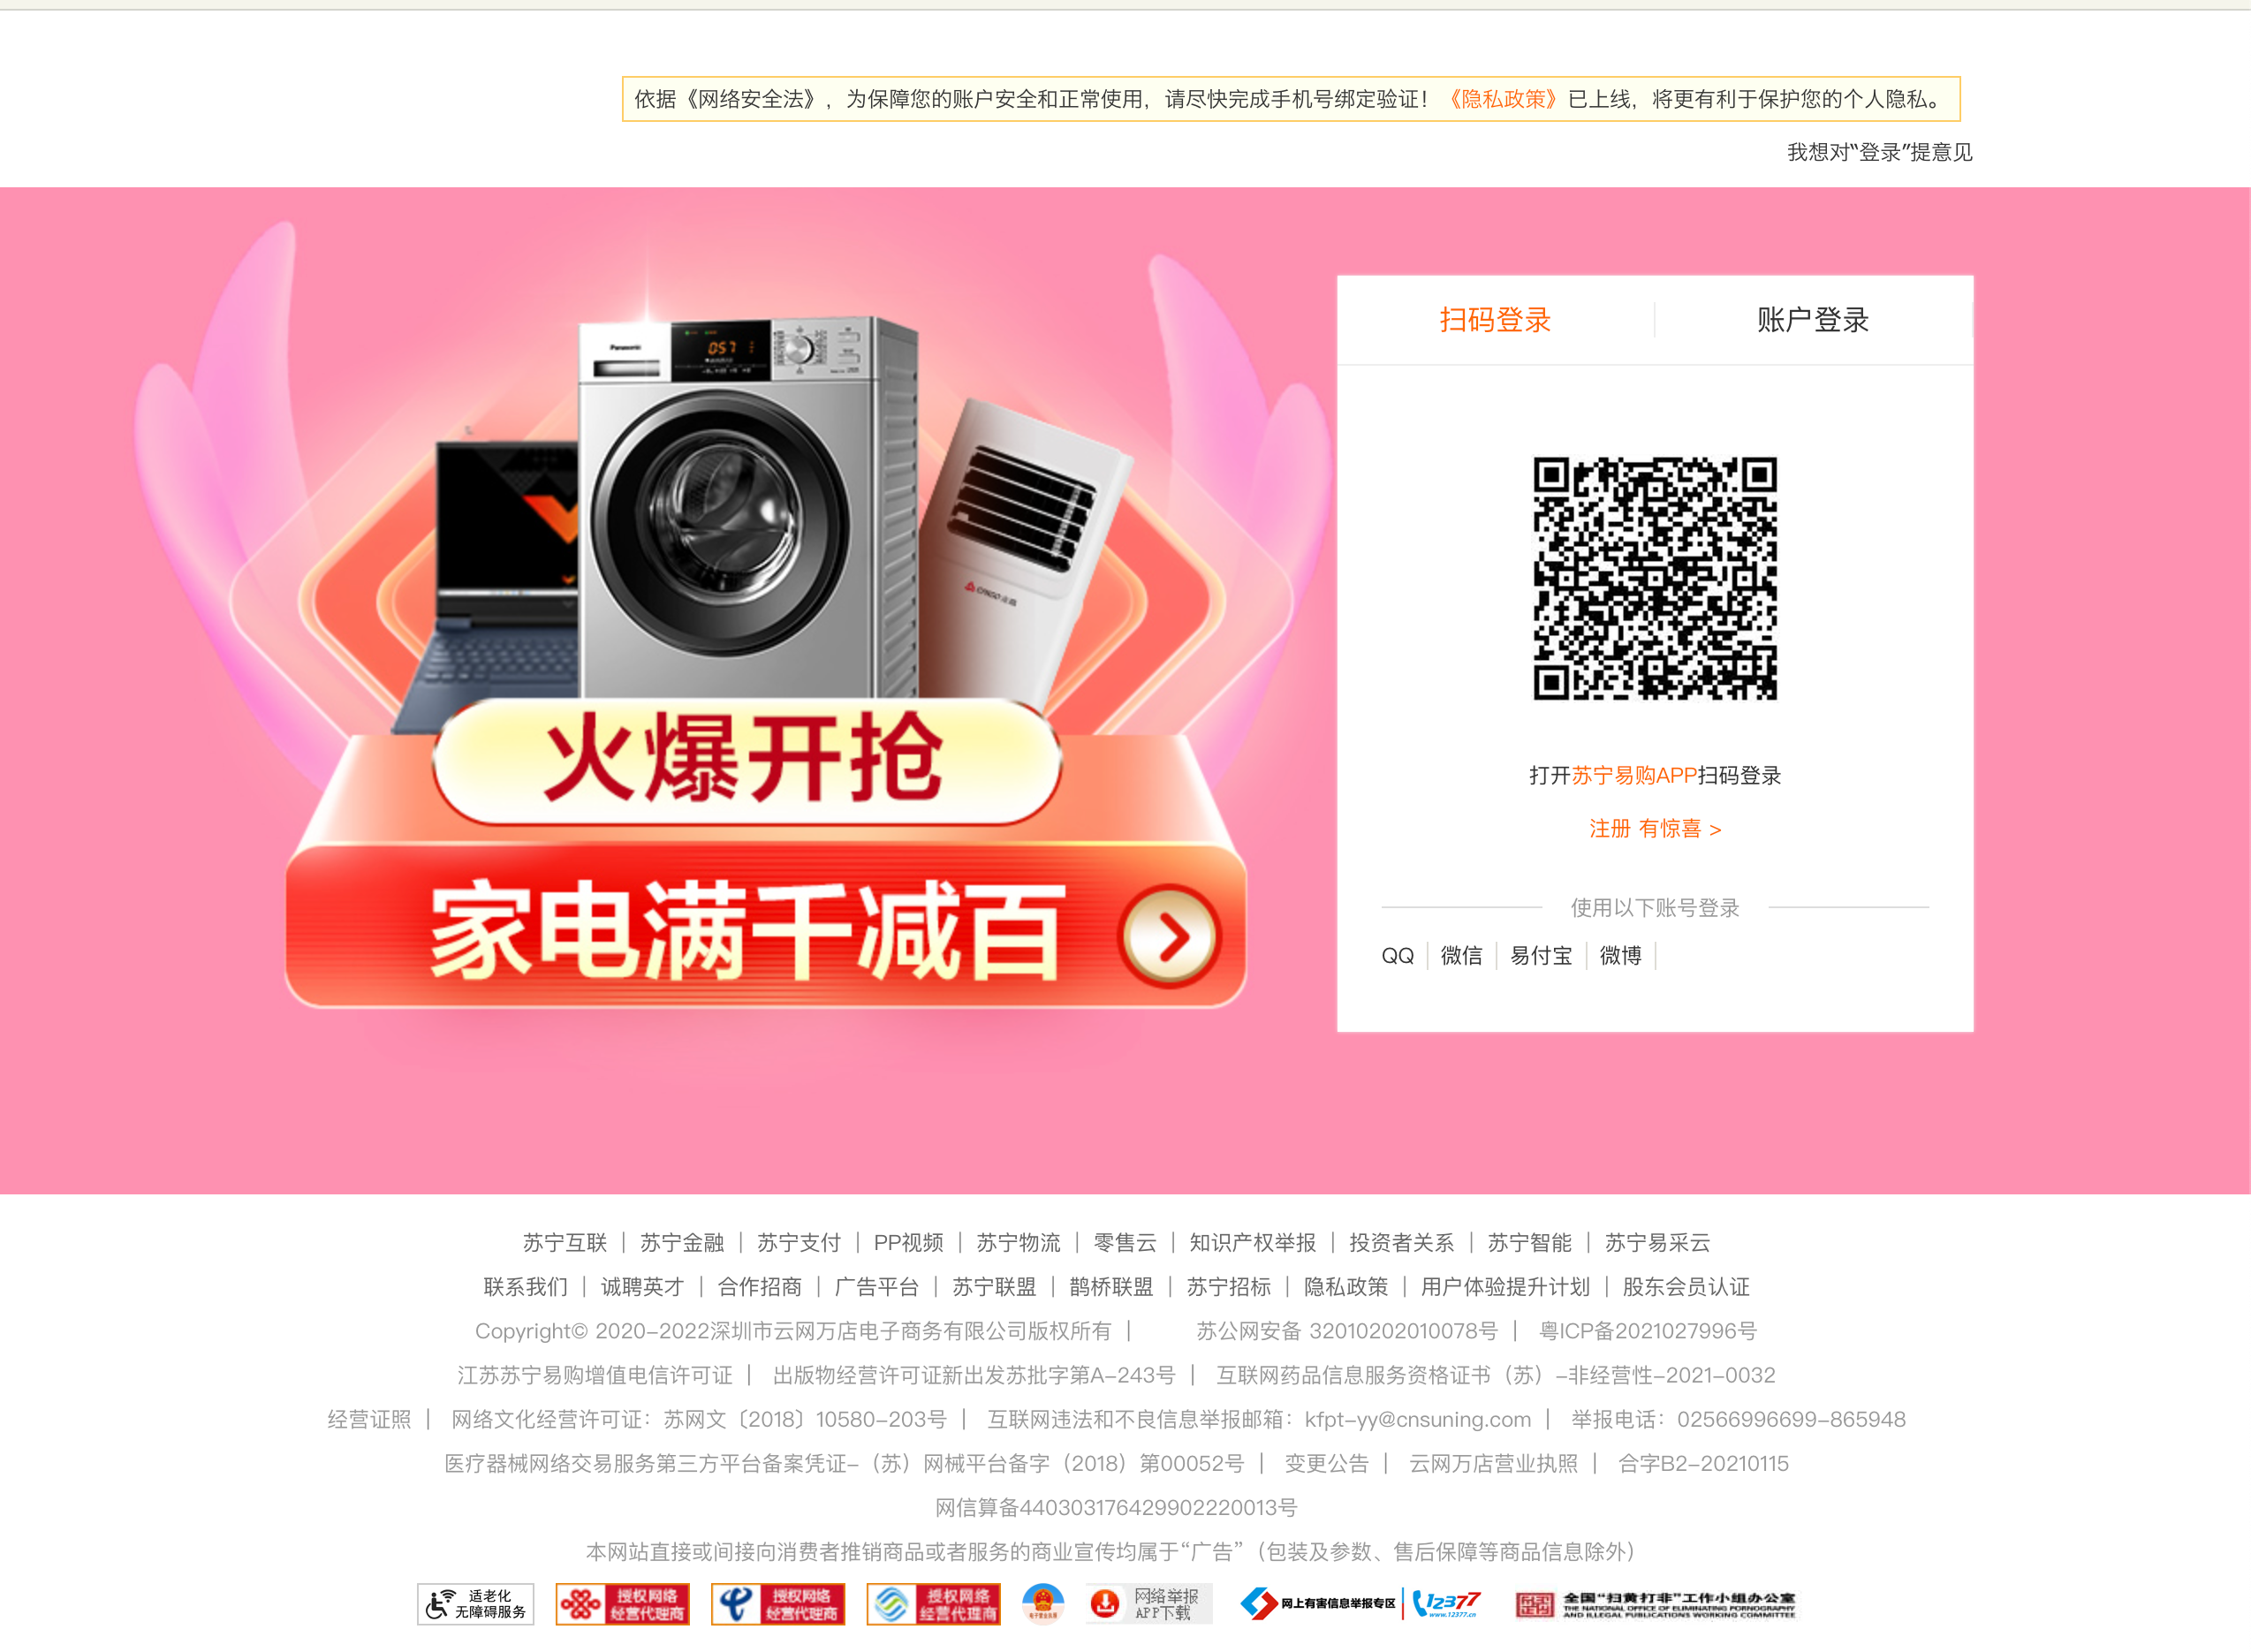 依据《网络安全法》，为保障您的账户安全和正常使用，请尽快完成手机号绑定验证！《隐私政策》已上线，将更有利于保护您的个人隐私。
我想对“登录”提意见
扫码登录 账户登录
Panasonic
057
CHIGO 志高
火爆开抢
家电满千减百
打开苏宁易购APP扫码登录
注册 有惊喜 >
使用以下账号登录
QQ 微信 易付宝 微博
苏宁互联 | 苏宁金融 | 苏宁支付 | PP视频 | 苏宁物流 | 零售云 | 知识产权举报 | 投资者关系 | 苏宁智能 | 苏宁易采云
联系我们 | 诚聘英才 | 合作招商 | 广告平台 | 苏宁联盟 | 鹊桥联盟 | 苏宁招标 | 隐私政策 | 用户体验提升计划 | 股东会员认证
Copyright© 2020-2022深圳市云网万店电子商务有限公司版权所有 | 苏公网安备 32010202010078号 | 粤ICP备2021027996号
江苏苏宁易购增值电信许可证 | 出版物经营许可证新出发苏批字第A-243号 | 互联网药品信息服务资格证书（苏）-非经营性-2021-0032
经营证照 | 网络文化经营许可证：苏网文〔2018〕10580-203号 | 互联网违法和不良信息举报邮箱：kfpt-yy@cnsuning.com | 举报电话：02566996699-865948
医疗器械网络交易服务第三方平台备案凭证-（苏）网械平台备字（2018）第00052号 | 变更公告 | 云网万店营业执照 | 合字B2-20210115
网信算备440303176429902220013号
本网站直接或间接向消费者推销商品或者服务的商业宣传均属于“广告”（包装及参数、售后保障等商品信息除外）
适老化
无障碍服务
授权网络
经营代理商
授权网络
经营代理商
授权网络
经营代理商
网络举报
APP下载
网上有害信息举报专区
12377
www.12377.cn
全国“扫黄打非”工作小组办公室
THE NATIONAL OFFICE OF ELIMINATING PORNOGRAPHY
AND ILLEGAL PUBLICATIONS WORKING COMMITTEE